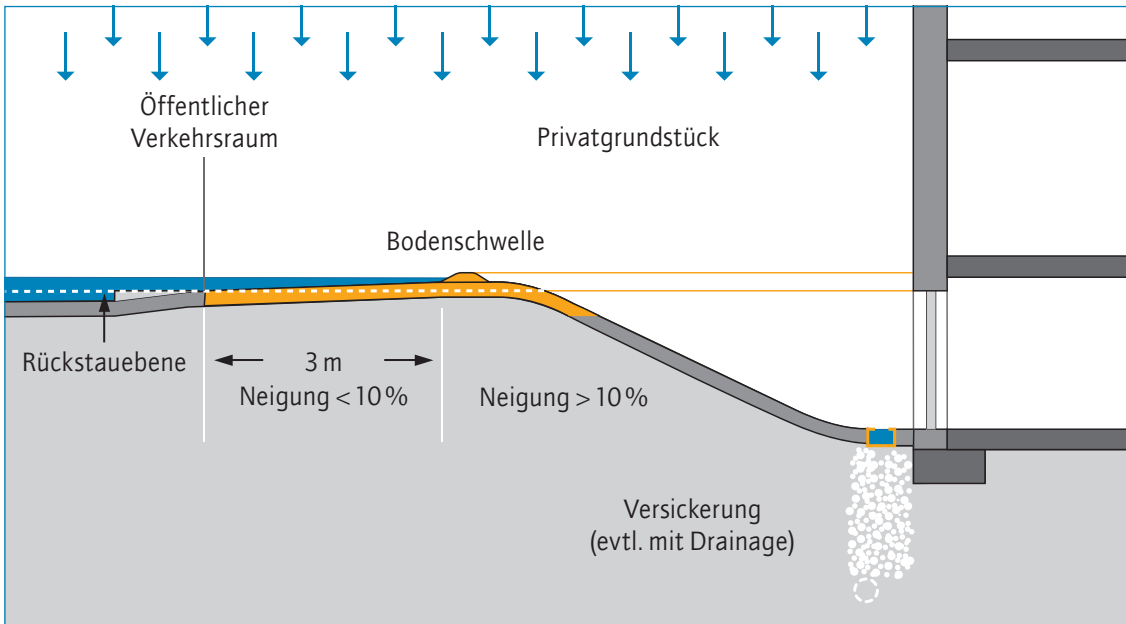 Öffentlicher
Verkehrsraum
Privatgrundstück
Bodenschwelle
Rückstauebene
3 m
Neigung < 10 %
Neigung > 10 %
Versickerung
(evtl. mit Drainage)